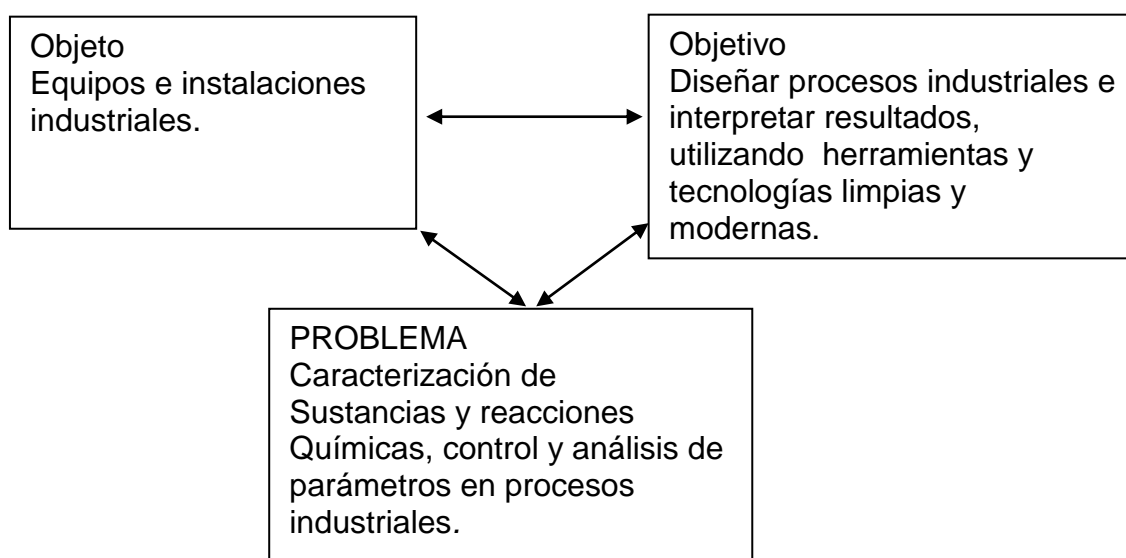 Objeto
Equipos e instalaciones
industriales.
Objetivo
Diseñar procesos industriales e
interpretar resultados,
utilizando herramientas y
tecnologías limpias y
modernas.
PROBLEMA
Caracterización de
Sustancias y reacciones
Químicas, control y análisis de
parámetros en procesos
industriales.